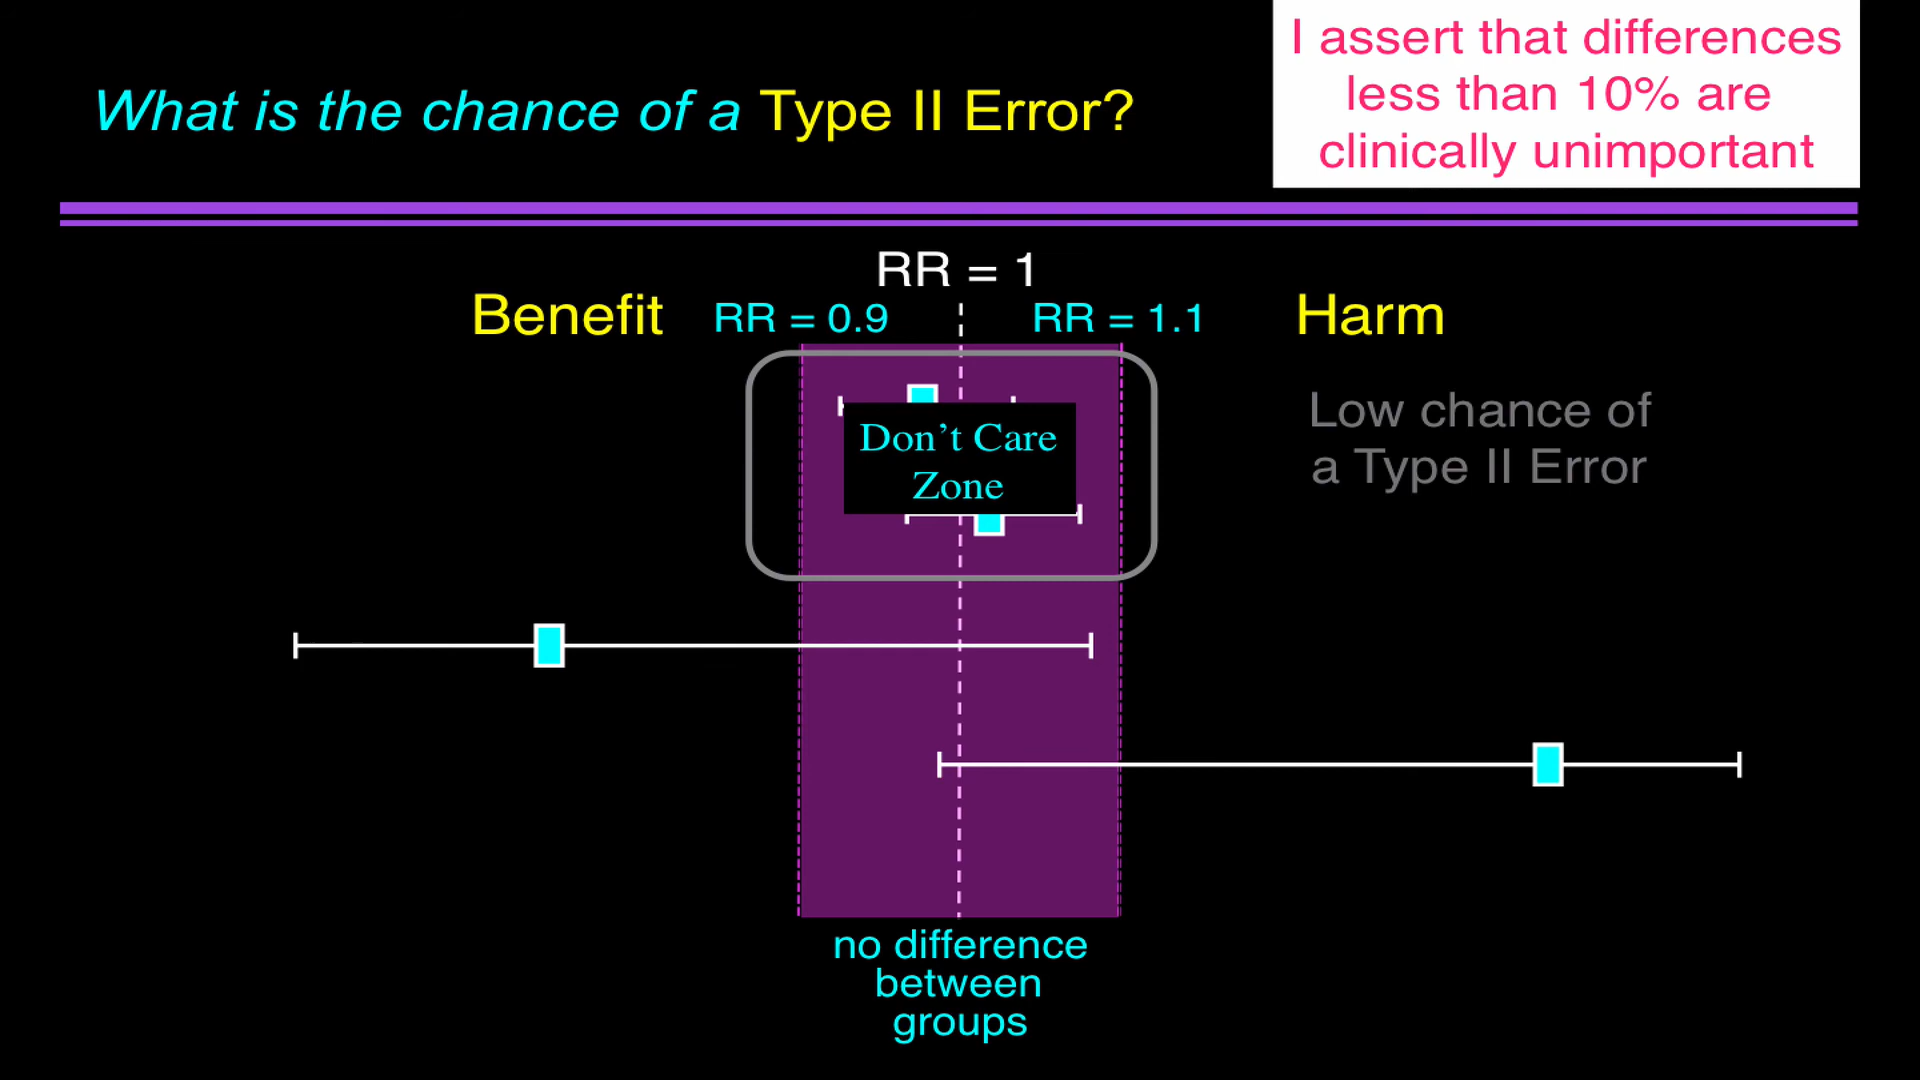 What is the chance of a Type II Error?
I assert that differences
less than 10% are
clinically unimportant
RR = 1
Benefit
RR = 0.9
RR = 1.1
Harm
Don’t Care
Zone
Low chance of
a Type II Error
no difference
between
groups